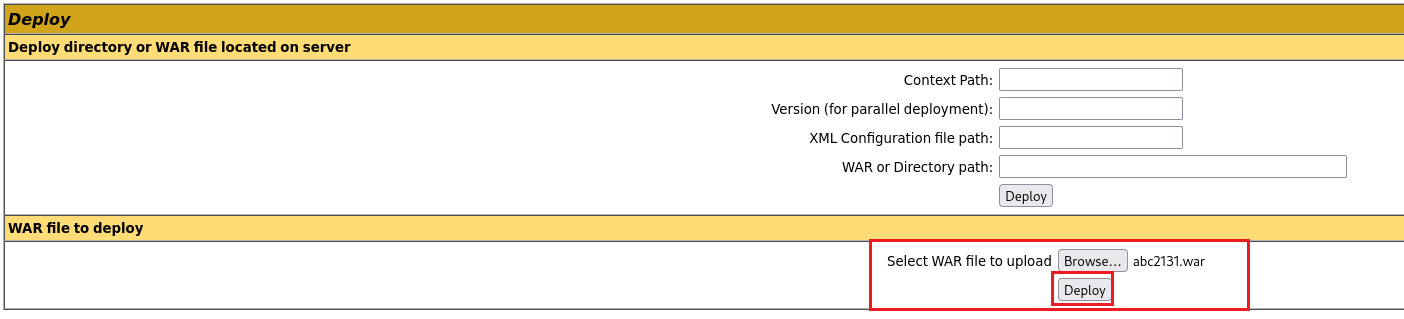 Deploy
Deploy directory or WAR file located on server
Context Path:
Version (for parallel deployment):
XML Configuration file path:
WAR or Directory path:
Deploy
WAR file to deploy
Select WAR file to upload Browse... abc2131.war
Deploy